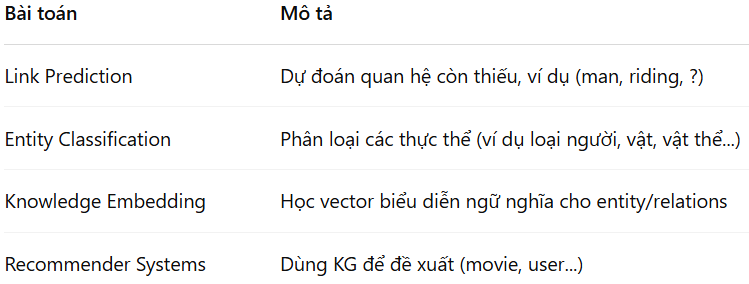 Bài toán Mô tả
Link Prediction Dự đoán quan hệ còn thiếu, ví dụ (man, riding, ?)
Entity Classification Phân loại các thực thể (ví dụ loại người, vật, vật thể...)
Knowledge Embedding Học vector biểu diễn ngữ nghĩa cho entity/relations
Recommender Systems Dùng KG để đề xuất (movie, user...)